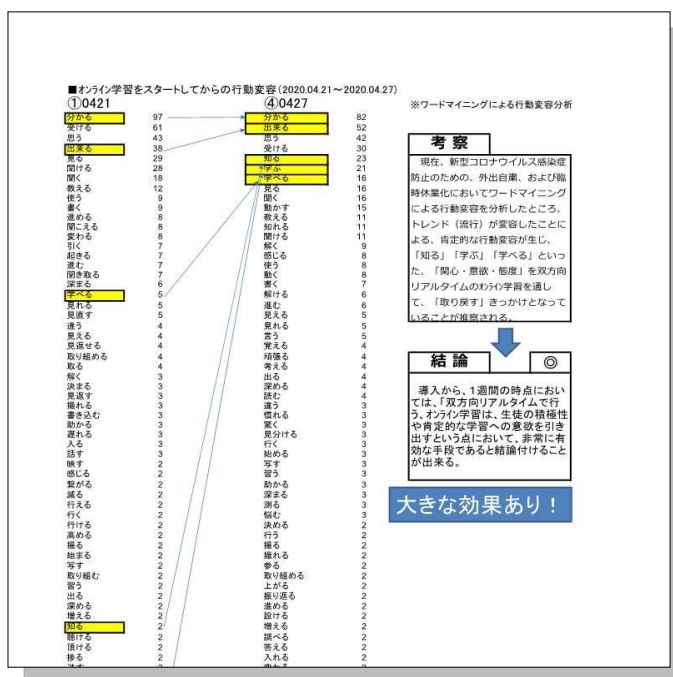 ■オンライン学習をスタートしてからの行動変容(2020.04.21～2020.04.27)
①0421
分かる 97
受ける 61
思う 43
出来る 38
見る 29
開ける 28
聞く 18
教える 12
使う 9
書く 9
進める 8
聞こえる 8
変わる 8
引く 7
起きる 7
進む 7
聞き取る 7
深まる 6
学べる 5
見れる 5
見直す 5
違う 4
見える 4
見返せる 4
取り組める 4
取る 4
解く 3
決まる 3
見返す 3
撮れる 3
書き込む 3
助かる 3
遅れる 3
入る 3
話す 3
映す 2
感じる 2
繋がる 2
減る 2
行える 2
行く 2
行ける 2
高める 2
撮る 2
始まる 2
写す 2
取り組む 2
習う 2
出る 2
深める 2
増える 2
知る 2
聴ける 2
頂ける 2
捗る 2
④0427
分かる 82
出来る 52
思う 42
受ける 30
知る 23
学ぶ 21
学べる 16
見る 16
聞く 16
動かす 15
教える 11
知れる 11
開ける 11
解く 9
感じる 8
使う 8
動く 8
書く 7
解ける 6
進む 6
見える 5
見れる 5
言う 5
覚える 4
頑張る 4
考える 4
出る 4
深める 4
読む 4
違う 3
慣れる 3
驚く 3
見分ける 3
行く 3
始める 3
写す 3
習う 3
助かる 3
深まる 3
測る 3
悩む 3
決める 2
行う 2
撮る 2
撮れる 2
参る 2
取り組める 2
上がる 2
振り返る 2
進める 2
設ける 2
増える 2
調べる 2
答える 2
入れる 2
※ワードマイニングによる行動変容分析
考 察
現在、新型コロナウイルス感染症
防止のための、外出自粛、および臨
時休業化においてワードマイニング
による行動変容を分析したところ、
トレンド（流行）が変容したことに
よる、肯定的な行動変容が生じ、
「知る」「学ぶ」「学べる」といっ
た、「関心・意欲・態度」を双方向
リアルタイムのオンライン学習を通し
て、「取り戻す」きっかけとなって
いることが推察される。
結 論 ◎
導入から、1週間の時点におい
ては、「双方向リアルタイムで行
う、オンライン学習は、生徒の積極性
や肯定的な学習への意欲を引き
出すという点において、非常に有
効な手段であると結論付けること
が出来る。
大きな効果あり！